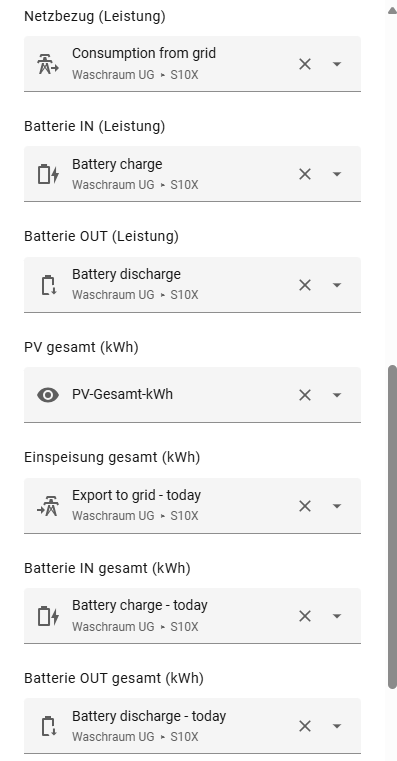 Netzbezug (Leistung)
Consumption from grid
Waschraum UG ▸ S10X
Batterie IN (Leistung)
Battery charge
Waschraum UG ▸ S10X
Batterie OUT (Leistung)
Battery discharge
Waschraum UG ▸ S10X
PV gesamt (kWh)
PV-Gesamt-kWh
Einspeisung gesamt (kWh)
Export to grid - today
Waschraum UG ▸ S10X
Batterie IN gesamt (kWh)
Battery charge - today
Waschraum UG ▸ S10X
Batterie OUT gesamt (kWh)
Battery discharge - today
Waschraum UG ▸ S10X